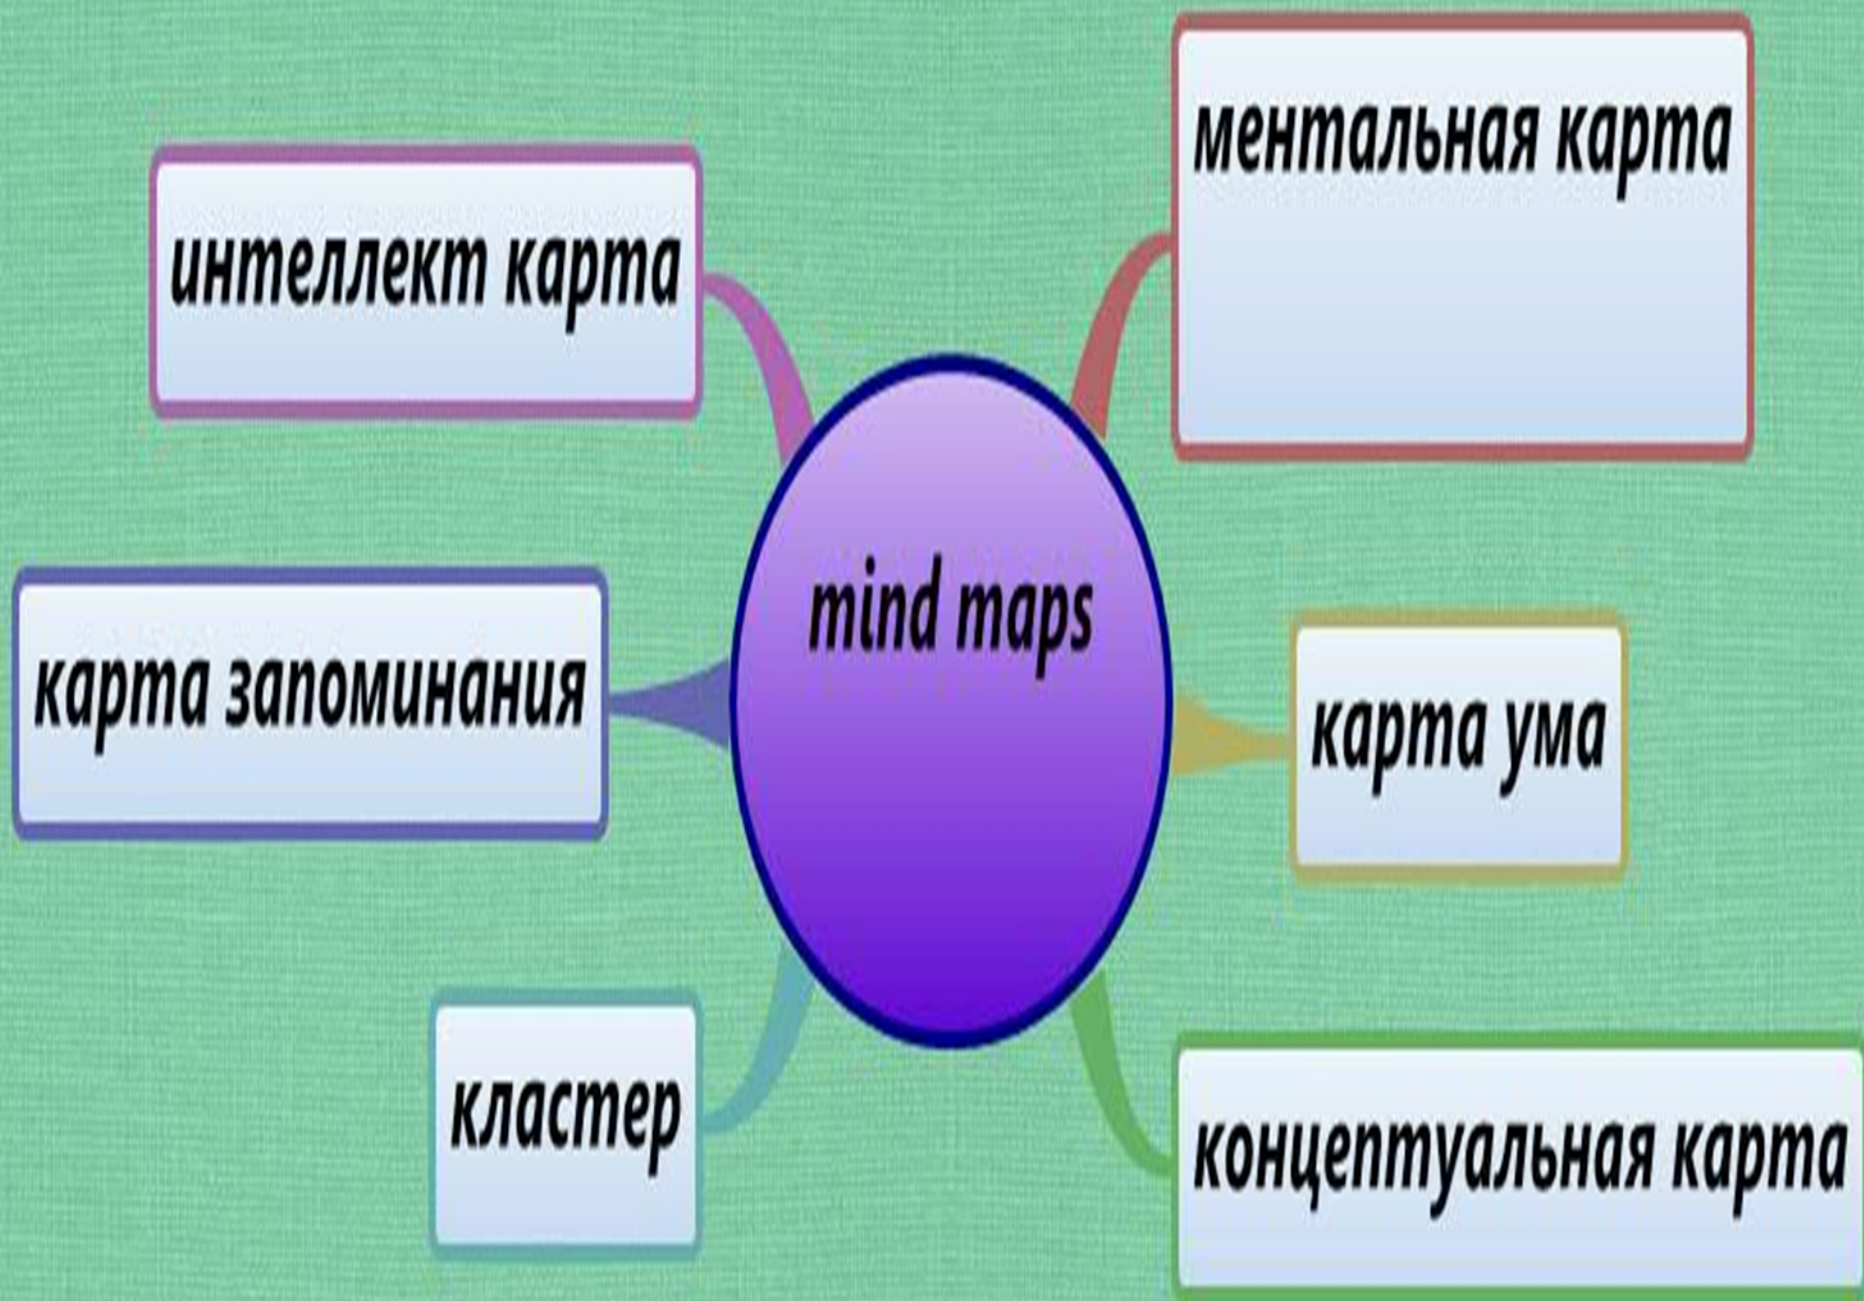 ментальная карта
интеллект карта
mind maps
карта запоминания
карта ума
кластер
концептуальная карта